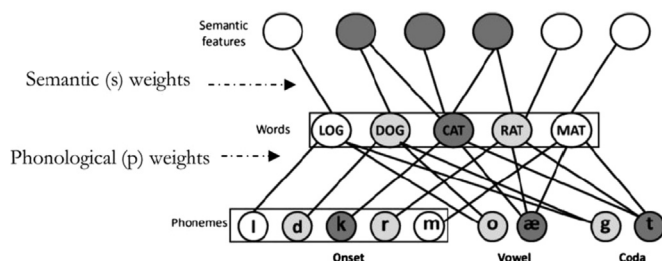 Semantic
features
Semantic (s) weights
Words
LOG DOG CAT RAT MAT
Phonological (p) weights
Phonemes
l d k r m o æ g t
Onset Vowel Coda